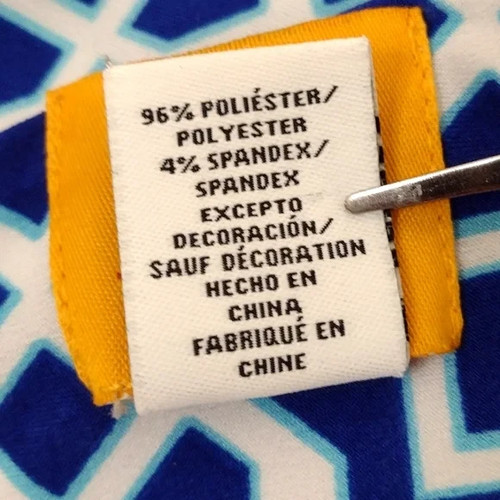 96% POLIÉSTER/
POLYESTER
4% SPANDEX/
SPANDEX
EXCEPTO
DECORACIÓN/
SAUF DÉCORATION
HECHO EN
CHINA
FABRIQUÉ EN
CHINE